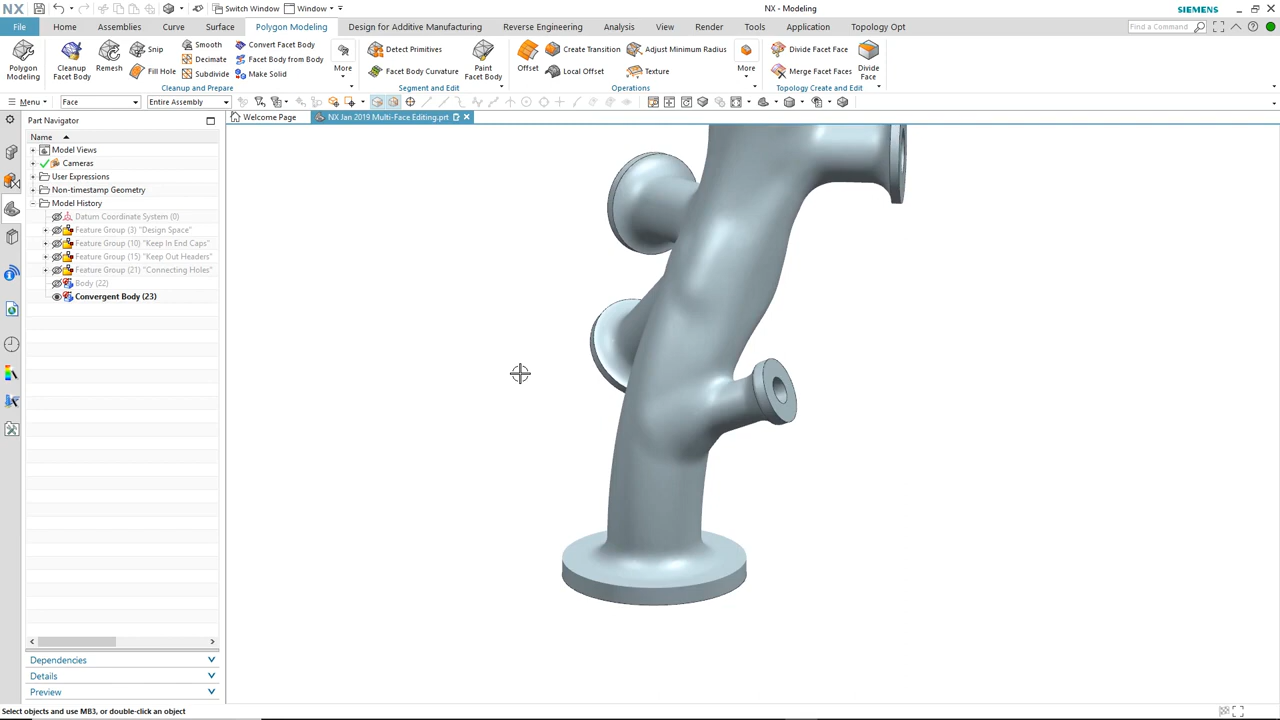 NX Switch Window Window NX - Modeling SIEMENS
File Home Assemblies Curve Surface Polygon Modeling Design for Additive Manufacturing Reverse Engineering Analysis View Render Tools Application Topology Opt Find a Command
Polygon Modeling
Cleanup Facet Body
Remesh
Snip
Fill Hole
Smooth
Decimate
Subdivide
Convert Facet Body
Facet Body from Body
Make Solid
More
Cleanup and Prepare
Detect Primitives
Facet Body Curvature
Paint Facet Body
Segment and Edit
Offset
Create Transition
Local Offset
Adjust Minimum Radius
Texture
More
Operations
Divide Facet Face
Merge Facet Faces
Divide Face
Topology Create and Edit
Menu Face Entire Assembly
Part Navigator
Welcome Page NX Jan 2019 Multi-Face Editing.prt
Name
Model Views
Cameras
User Expressions
Non-timestamp Geometry
Model History
Datum Coordinate System (0)
Feature Group (3) "Design Space"
Feature Group (10) "Keep In End Caps"
Feature Group (15) "Keep Out Headers"
Feature Group (21) "Connecting Holes"
Body (22)
Convergent Body (23)
Dependencies
Details
Preview
Select objects and use MB3, or double-click an object